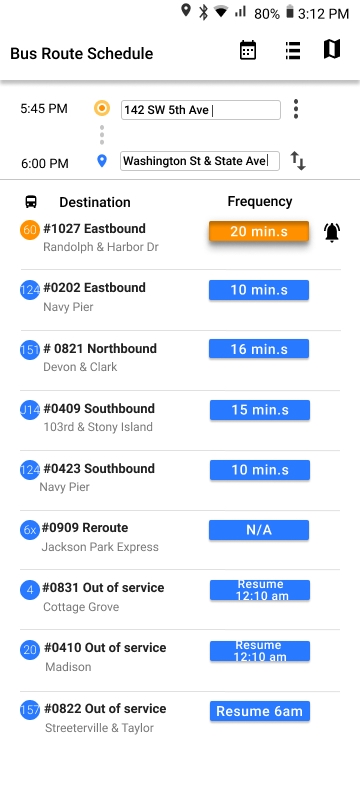 80% 3:12 PM
Bus Route Schedule
5:45 PM 142 SW 5th Ave
6:00 PM Washington St & State Ave
Destination Frequency
60 #1027 Eastbound 20 min.s
Randolph & Harbor Dr
124 #0202 Eastbound 10 min.s
Navy Pier
151 # 0821 Northbound 16 min.s
Devon & Clark
J14 #0409 Southbound 15 min.s
103rd & Stony Island
124 #0423 Southbound 10 min.s
Navy Pier
6x #0909 Reroute N/A
Jackson Park Express
4 #0831 Out of service Resume
12:10 am
Cottage Grove
20 #0410 Out of service Resume
12:10 am
Madison
157 #0822 Out of service Resume 6am
Streeterville & Taylor